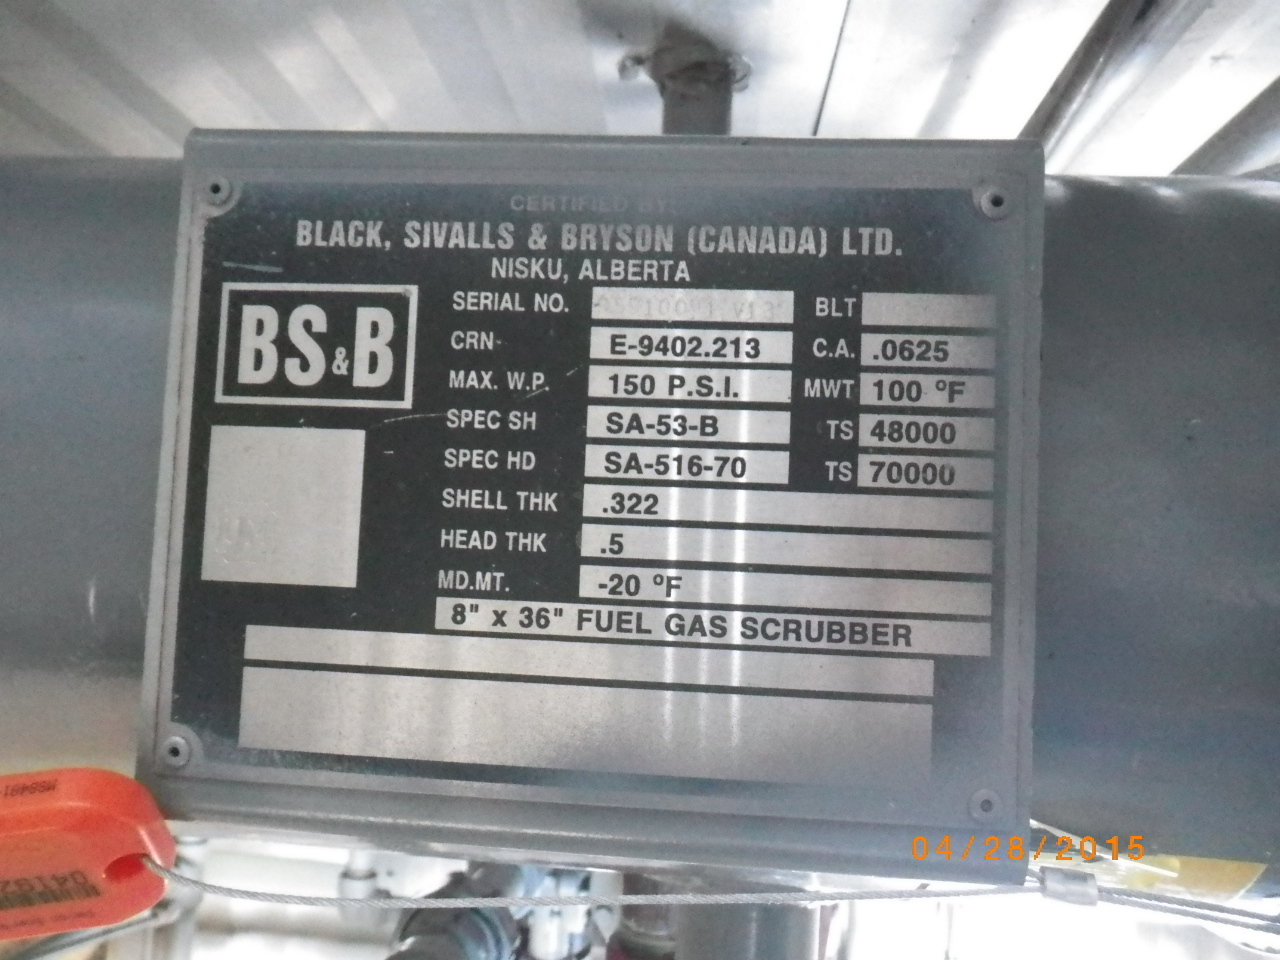 CERTIFIED BY
BLACK, SIVALLS & BRYSON (CANADA) LTD.
NISKU, ALBERTA
BS&B
SERIAL NO. BLT
CRN E-9402.213 C.A. .0625
MAX. W.P. 150 P.S.I. MWT 100 °F
SPEC SH SA-53-B TS 48000
SPEC HD SA-516-70 TS 70000
SHELL THK .322
HEAD THK .5
MD.MT. -20 °F
8" x 36" FUEL GAS SCRUBBER
04/28/2015